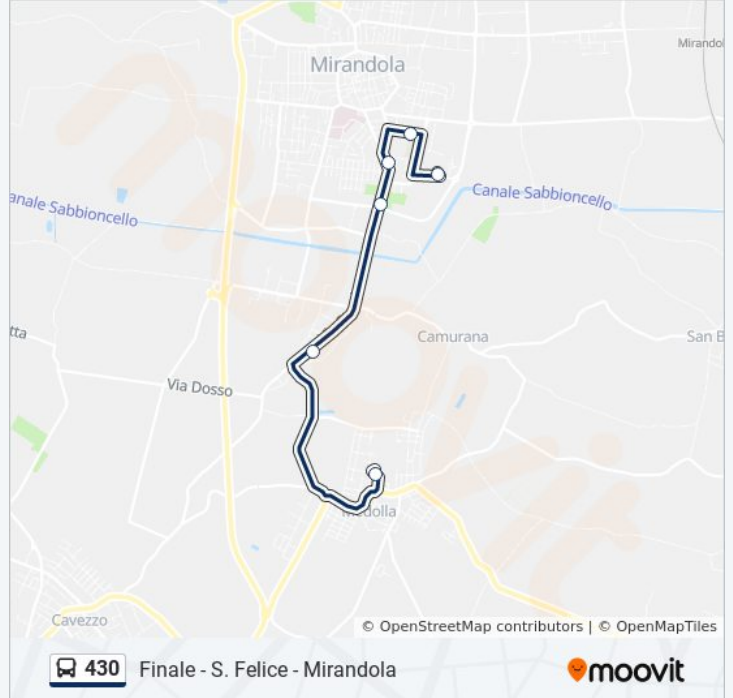 Mirandola
Mirandol
Canale Sabbioncello
anale Sabbioncello
tta
Camurana
San B
Via Dosso
Medolla
Cavezzo
© OpenStreetMap contributors | © OpenMapTiles
430 Finale - S. Felice - Mirandola
moovit
moovit